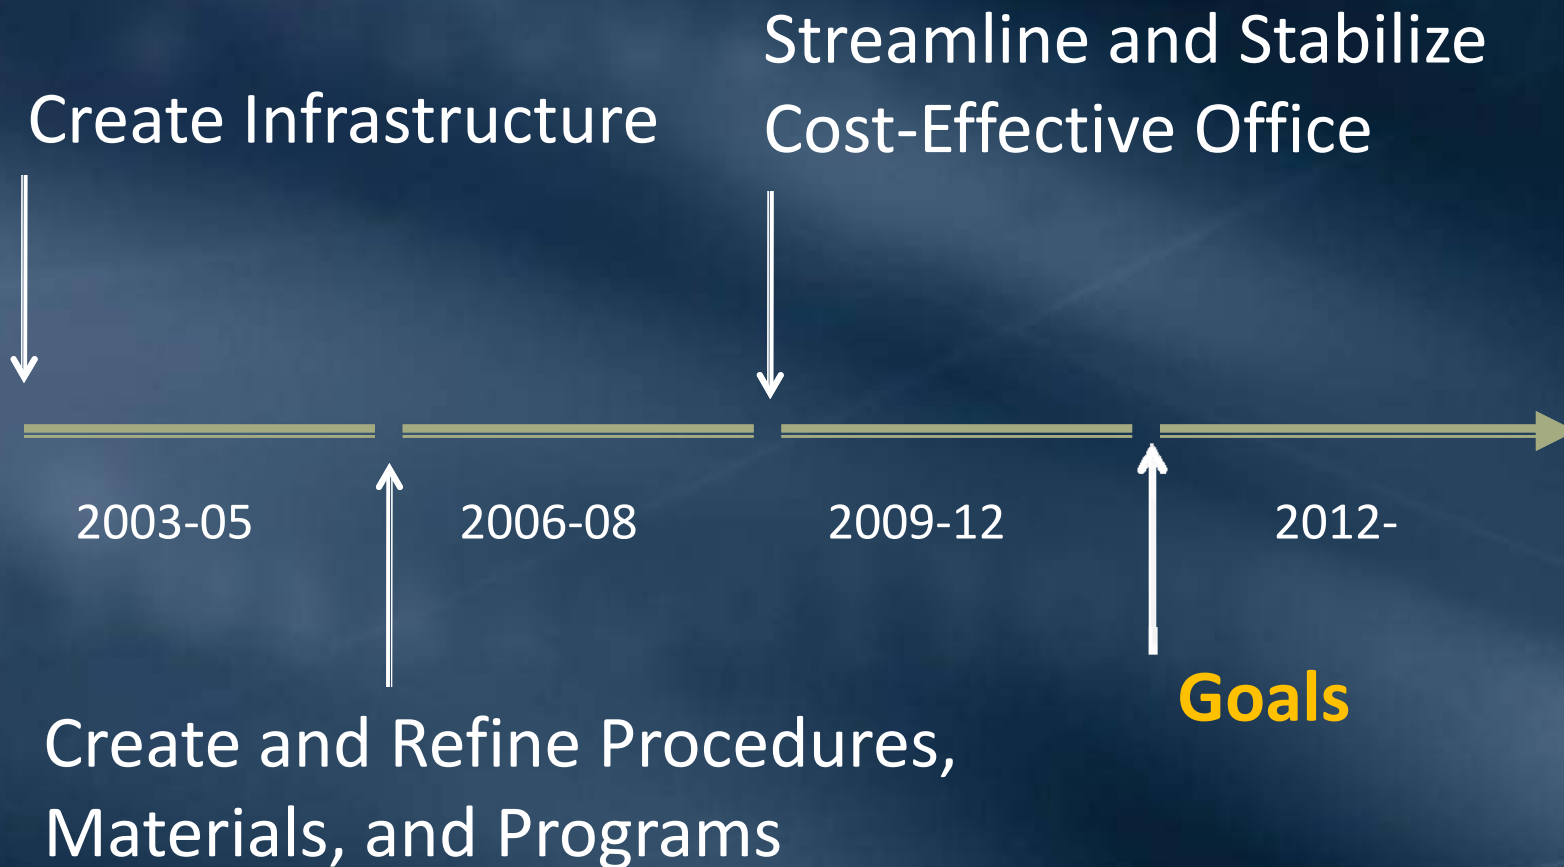 Streamline and Stabilize
Cost-Effective Office
Create Infrastructure
2003-05
2006-08
2009-12
2012-
Goals
Create and Refine Procedures,
Materials, and Programs